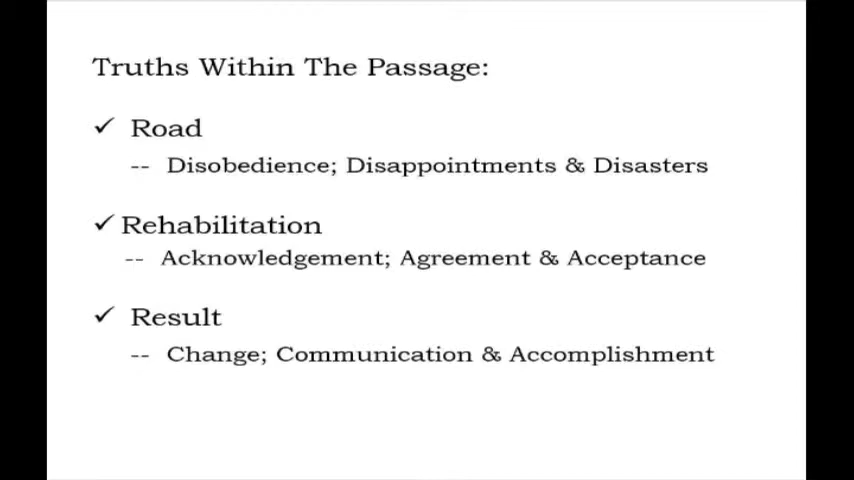 Truths Within The Passage:
✓ Road
-- Disobedience; Disappointments & Disasters
✓ Rehabilitation
-- Acknowledgement; Agreement & Acceptance
✓ Result
-- Change; Communication & Accomplishment